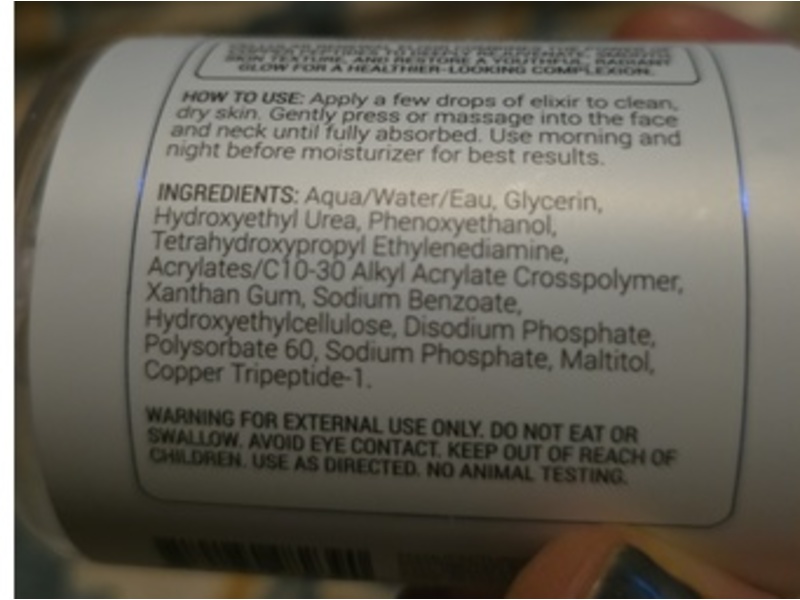 SKIN TEXTURE, AND RESTORE A YOUTHFUL, RADIANT
GLOW FOR A HEALTHIER-LOOKING COMPLEXION.
HOW TO USE: Apply a few drops of elixir to clean,
dry skin. Gently press or massage into the face
and neck until fully absorbed. Use morning and
night before moisturizer for best results.
INGREDIENTS: Aqua/Water/Eau, Glycerin,
Hydroxyethyl Urea, Phenoxyethanol,
Tetrahydroxypropyl Ethylenediamine,
Acrylates/C10-30 Alkyl Acrylate Crosspolymer,
Xanthan Gum, Sodium Benzoate,
Hydroxyethylcellulose, Disodium Phosphate,
Polysorbate 60, Sodium Phosphate, Maltitol,
Copper Tripeptide-1.
WARNING FOR EXTERNAL USE ONLY. DO NOT EAT OR
SWALLOW. AVOID EYE CONTACT. KEEP OUT OF REACH OF
CHILDREN. USE AS DIRECTED. NO ANIMAL TESTING.